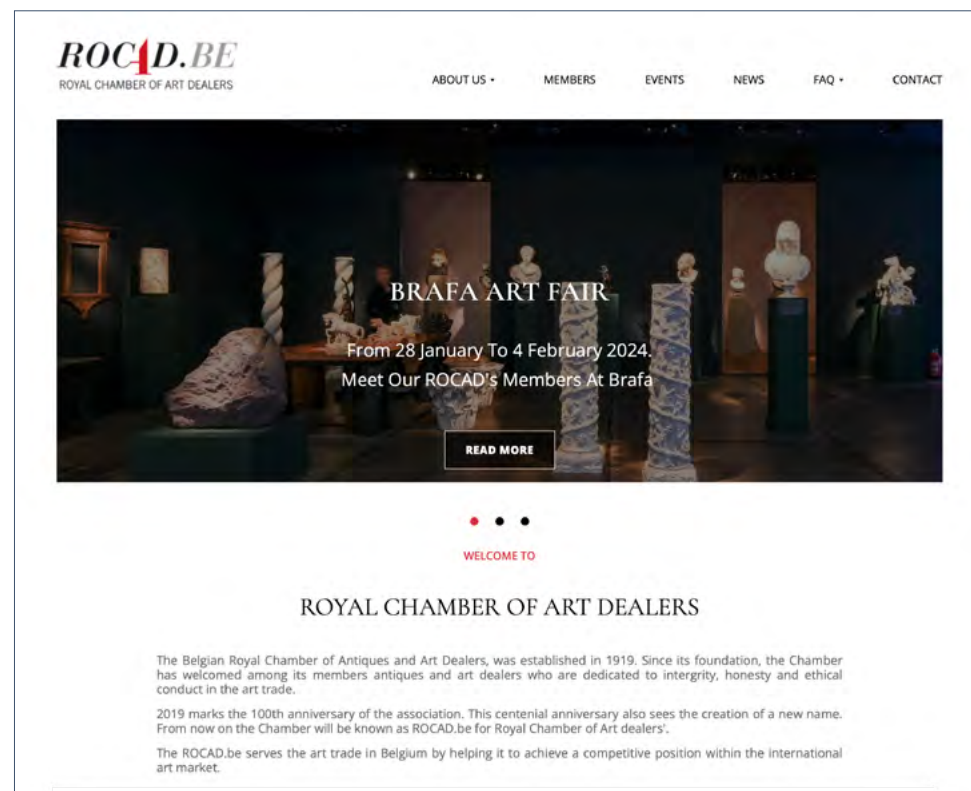 ROCAD.BE
ROYAL CHAMBER OF ART DEALERS
ABOUT US MEMBERS EVENTS NEWS FAQ CONTACT
BRAFA ART FAIR
From 28 January To 4 February 2024.
Meet Our ROCAD's Members At Brafa
READ MORE
WELCOME TO
ROYAL CHAMBER OF ART DEALERS
The Belgian Royal Chamber of Antiques and Art Dealers, was established in 1919. Since its foundation, the Chamber
has welcomed among its members antiques and art dealers who are dedicated to intergrity, honesty and ethical
conduct in the art trade.
2019 marks the 100th anniversary of the association. This centenial anniversary also sees the creation of a new name.
From now on the Chamber will be known as ROCAD.be for Royal Chamber of Art dealers'.
The ROCAD.be serves the art trade in Belgium by helping it to achieve a competitive position within the international
art market.